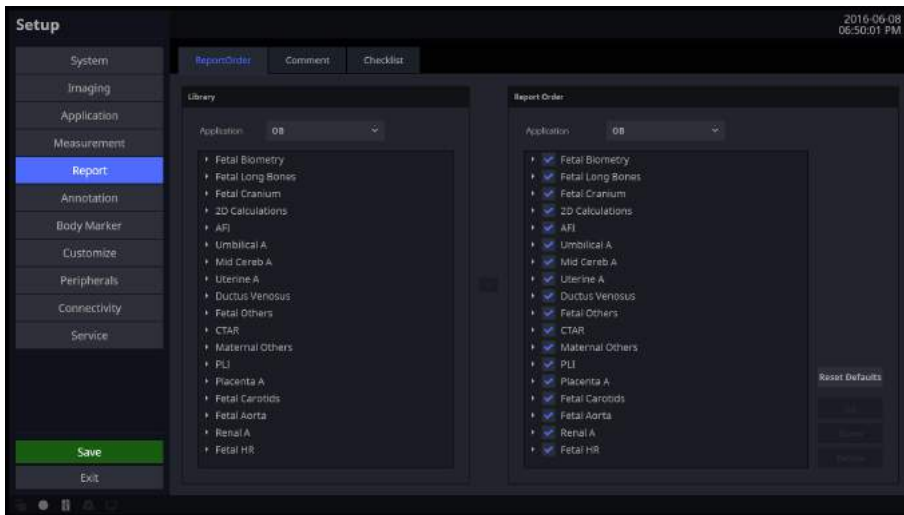 Setup
2016-06-08
06:50:01 PM
System
Imaging
Application
Measurement
Report
Annotation
Body Marker
Customize
Peripherals
Connectivity
Service
Save
Exit
ReportOrder
Comment
Checklist
Library
Application
OB
Fetal Biometry
Fetal Long Bones
Fetal Cranium
2D Calculations
AFI
Umbilical A
Mid Cereb A
Uterine A
Ductus Venosus
Fetal Others
CTAR
Maternal Others
PLI
Placenta A
Fetal Carotids
Fetal Aorta
Renal A
Fetal HR
Report Order
Application
OB
Fetal Biometry
Fetal Long Bones
Fetal Cranium
2D Calculations
AFI
Umbilical A
Mid Cereb A
Uterine A
Ductus Venosus
Fetal Others
CTAR
Maternal Others
PLI
Placenta A
Fetal Carotids
Fetal Aorta
Renal A
Fetal HR
Reset Defaults